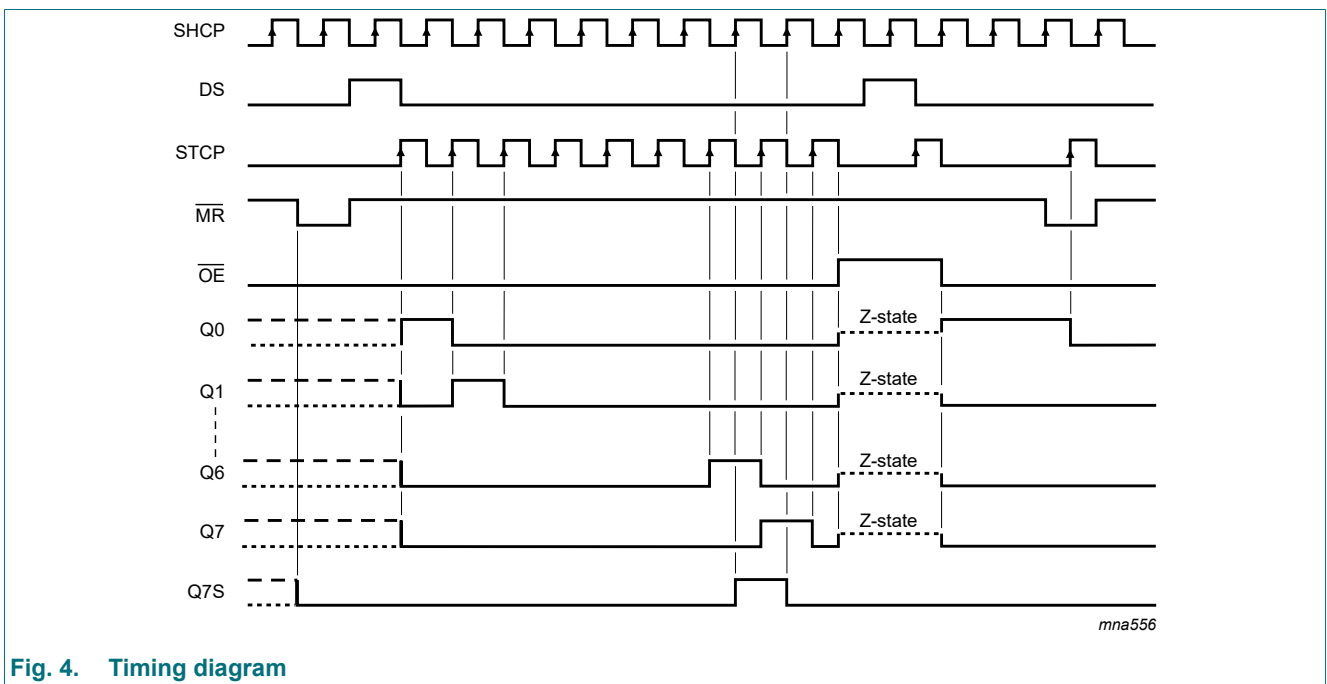 SHCP
DS
STCP
MR
OE
Q0
Z-state
Q1
Z-state
Q6
Z-state
Q7
Z-state
Q7S
mna556
Fig. 4. Timing diagram